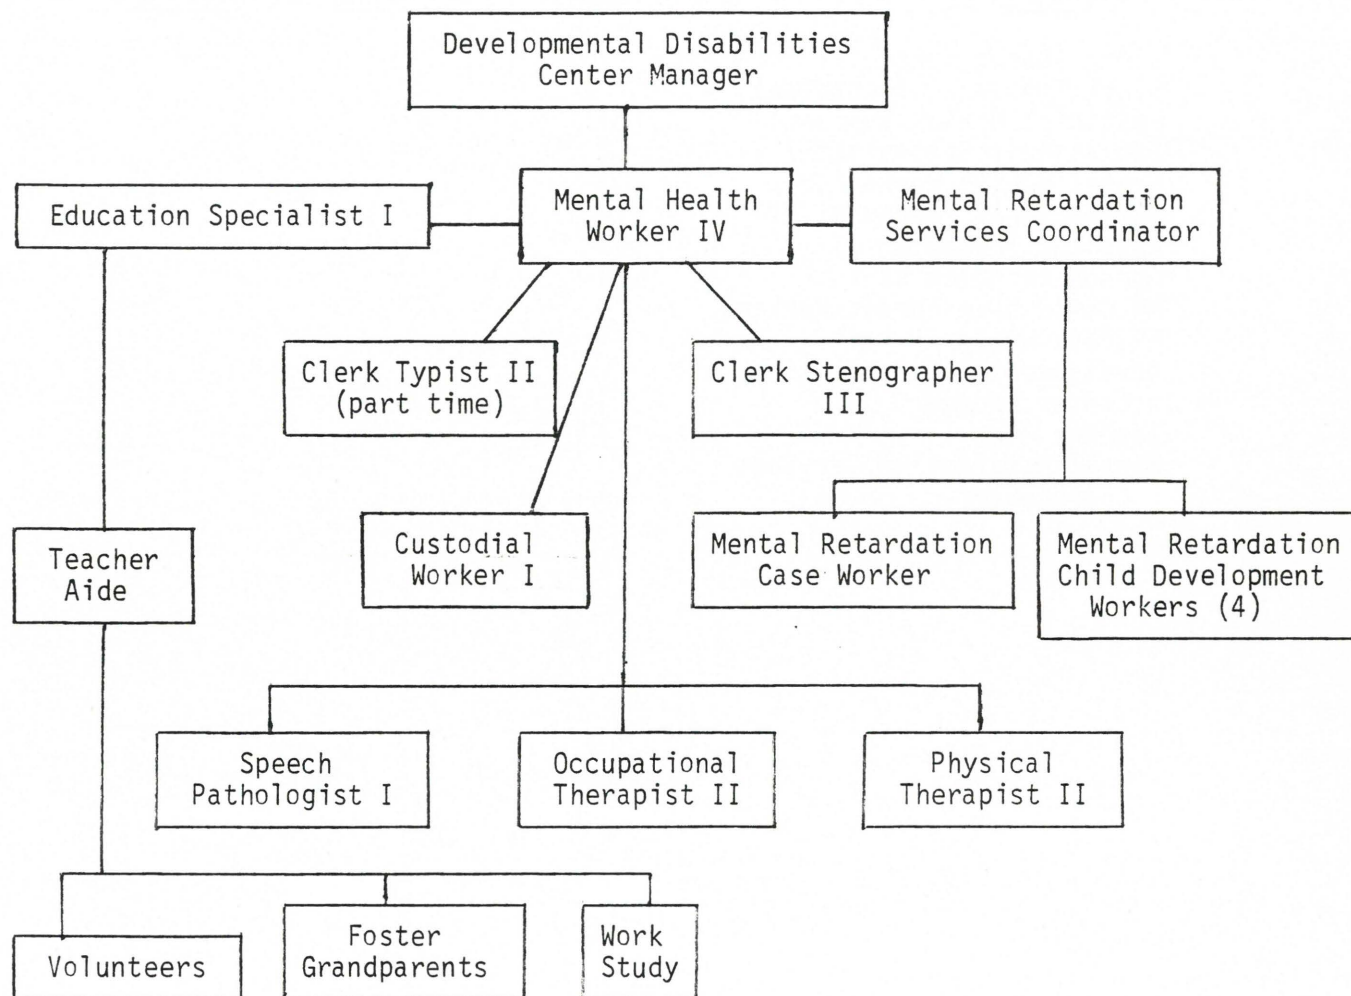 Developmental Disabilities
Center Manager
Education Specialist I
Mental Health
Worker IV
Mental Retardation
Services Coordinator
Clerk Typist II
(part time)
Clerk Stenographer
III
Teacher
Aide
Custodial
Worker I
Mental Retardation
Case Worker
Mental Retardation
Child Development
Workers (4)
Speech
Pathologist I
Occupational
Therapist II
Physical
Therapist II
Volunteers
Foster
Grandparents
Work
Study